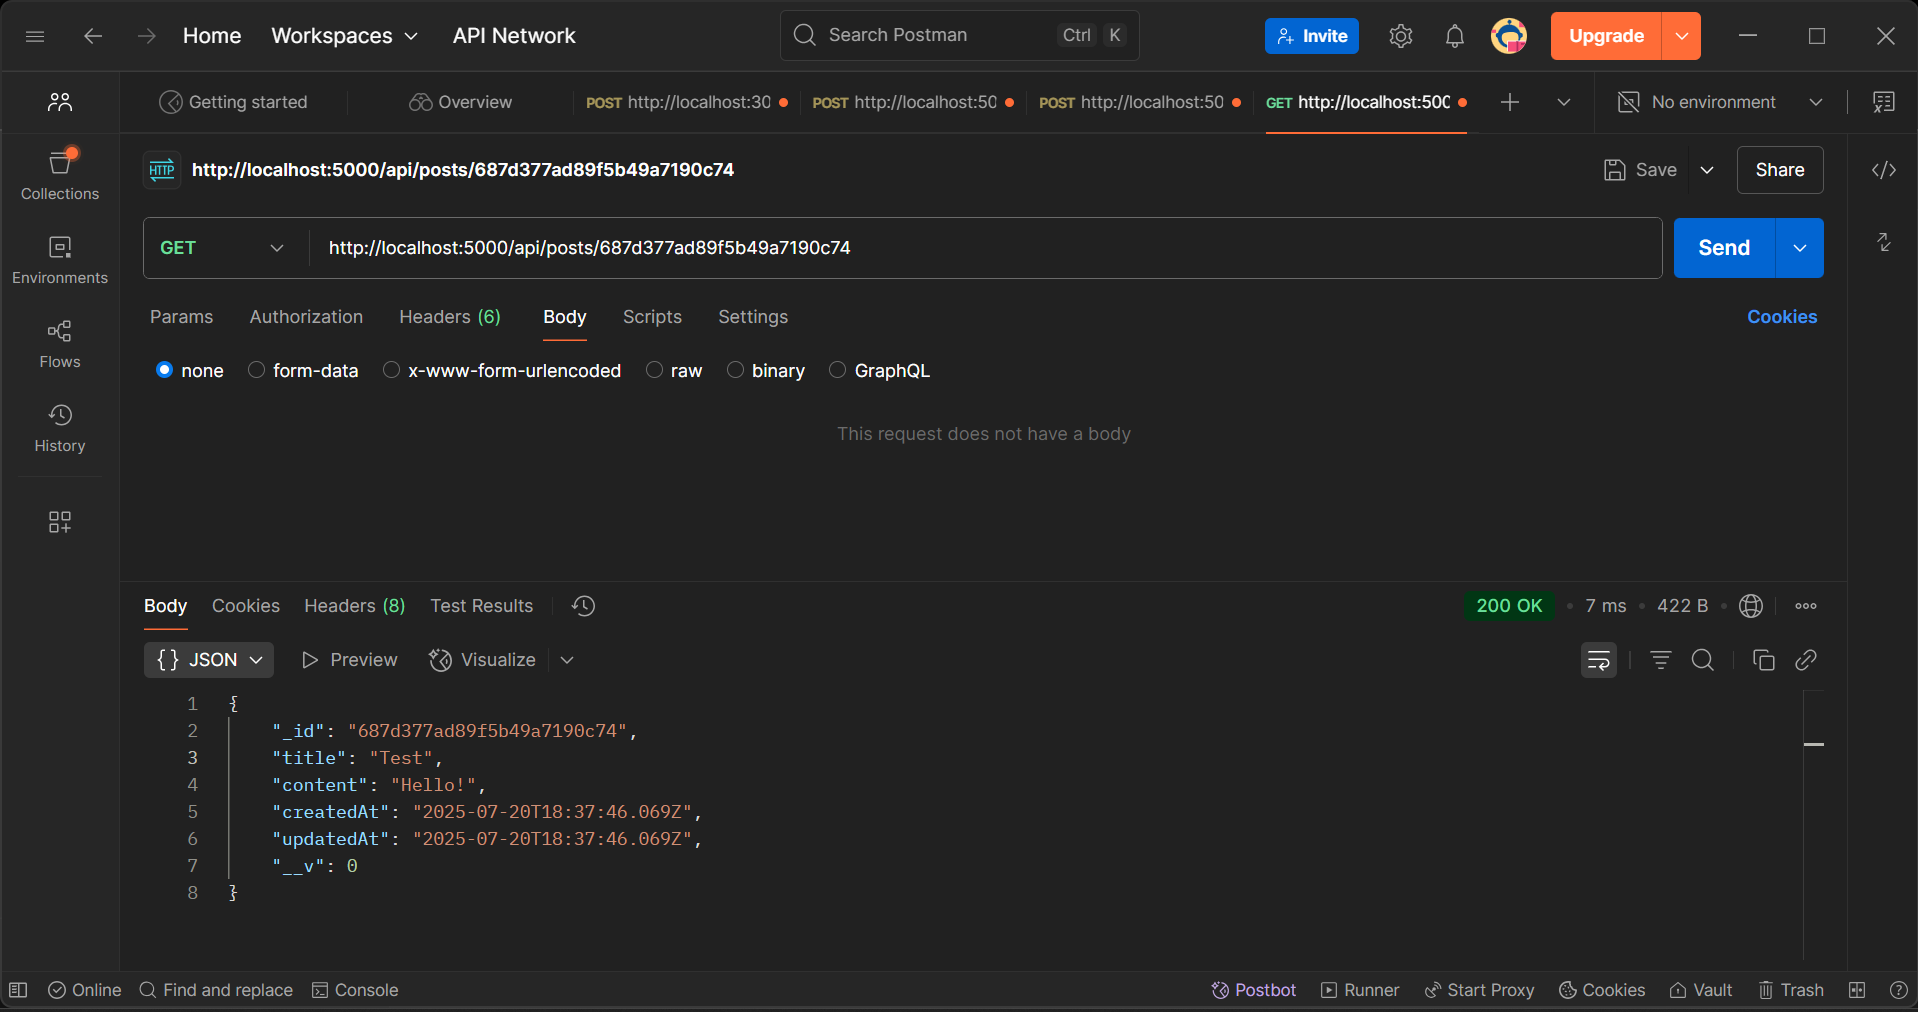 Home Workspaces API Network Search Postman Ctrl K Invite Upgrade
Getting started Overview POST http://localhost:30 POST http://localhost:50 POST http://localhost:50 GET http://localhost:500 No environment
HTTP http://localhost:5000/api/posts/687d377ad89f5b49a7190c74 Save Share
Collections
GET http://localhost:5000/api/posts/687d377ad89f5b49a7190c74 Send
Environments
Params Authorization Headers (6) Body Scripts Settings Cookies
Flows
none form-data x-www-form-urlencoded raw binary GraphQL
History
This request does not have a body
Body Cookies Headers (8) Test Results 200 OK 7 ms 422 B
{} JSON Preview Visualize
1 {
2 "_id": "687d377ad89f5b49a7190c74",
3 "title": "Test",
4 "content": "Hello!",
5 "createdAt": "2025-07-20T18:37:46.069Z",
6 "updatedAt": "2025-07-20T18:37:46.069Z",
7 "__v": 0
8 }
Online Find and replace Console Postbot Runner Start Proxy Cookies Vault Trash